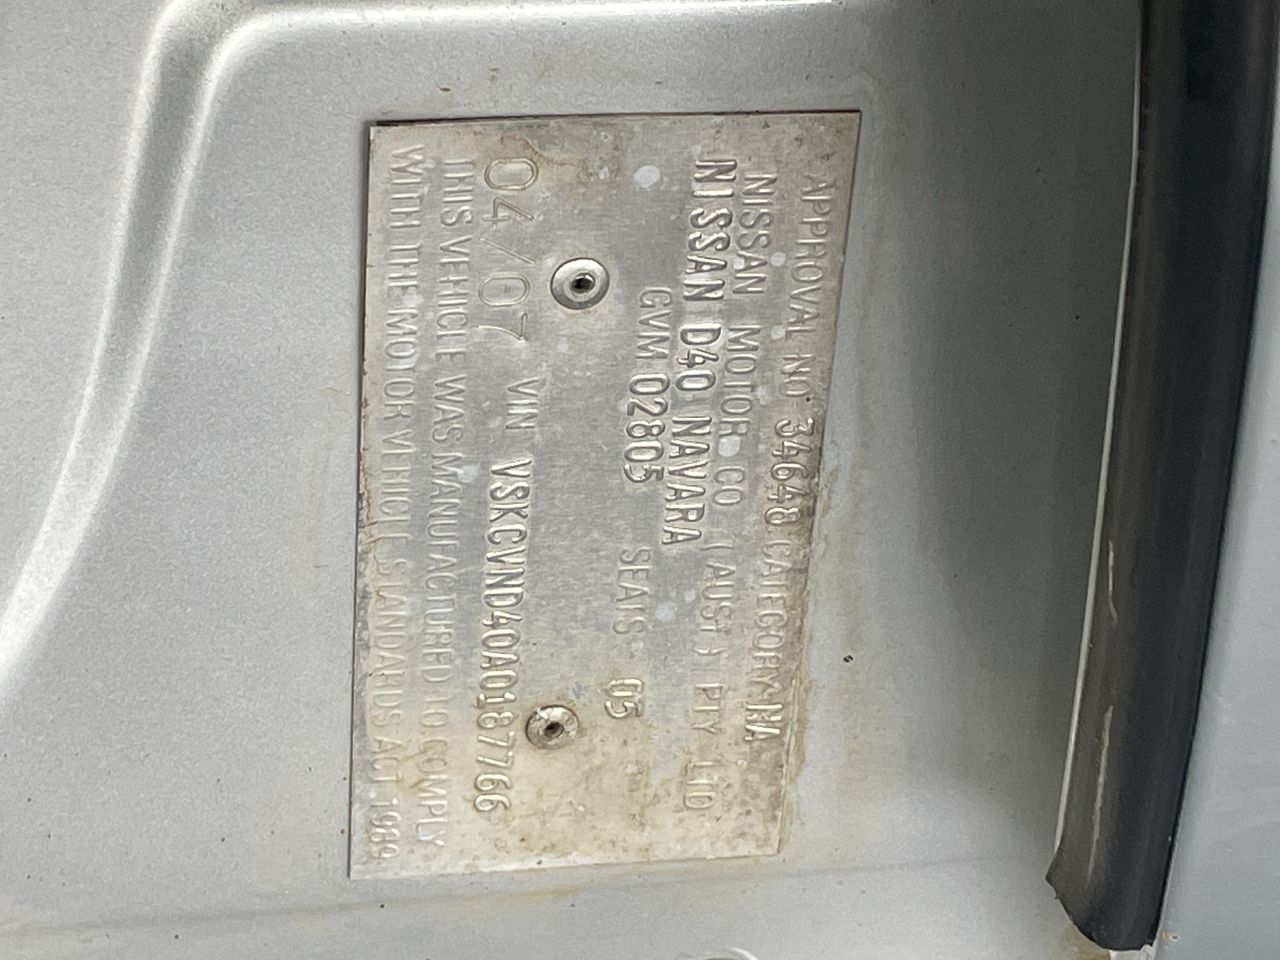 APPROVAL NO 34648 CATEGORY NA
NISSAN MOTOR CO (AUST) PTY LTD
NISSAN D40 NAVARA
GVM 02805 SEATS 05
04/07 VIN VSKCVND40A0187766
THIS VEHICLE WAS MANUFACTURED TO COMPLY
WITH THE MOTOR VEHICLE STANDARDS ACT 1989